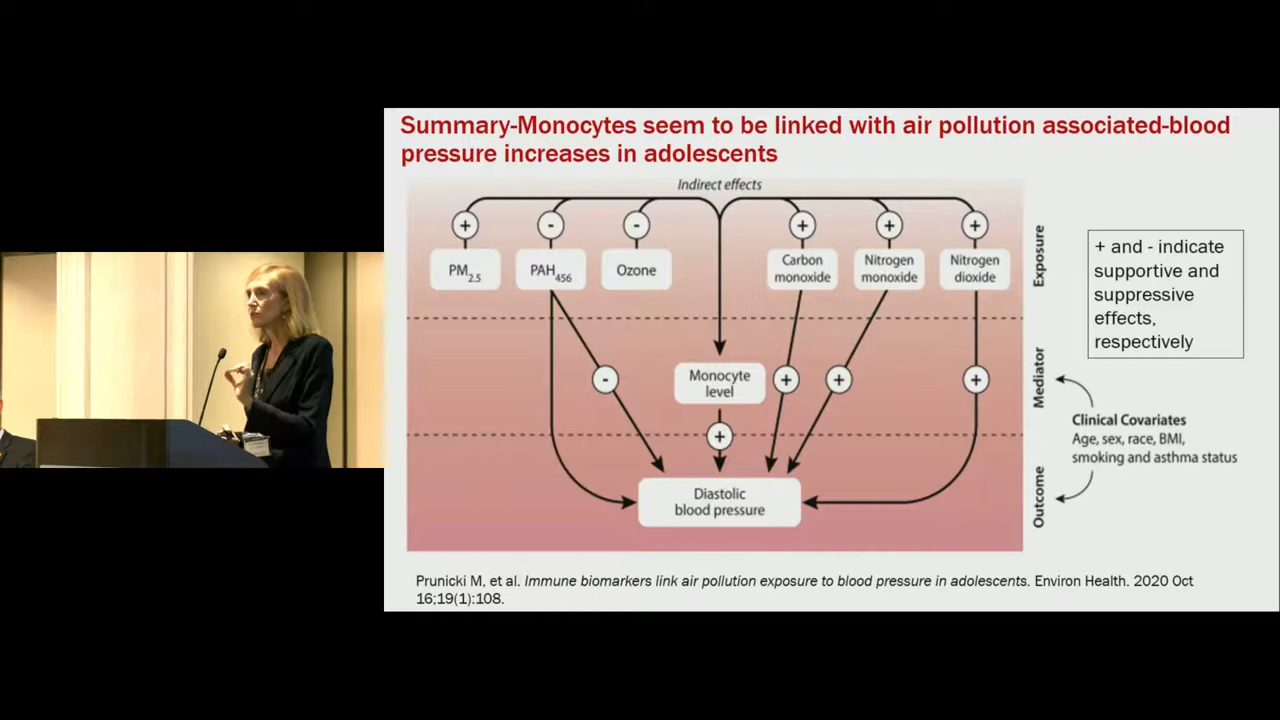 Summary-Monocytes seem to be linked with air pollution associated-blood
pressure increases in adolescents
Indirect effects
+
-
-
+
+
+
PM2.5
PAH456
Ozone
Carbon
monoxide
Nitrogen
monoxide
Nitrogen
dioxide
Exposure
+ and - indicate
supportive and
suppressive
effects,
respectively
-
Monocyte
level
+
+
+
Mediator
Clinical Covariates
Age, sex, race, BMI,
smoking and asthma status
+
Diastolic
blood pressure
Outcome
Prunicki M, et al. Immune biomarkers link air pollution exposure to blood pressure in adolescents. Environ Health. 2020 Oct
16;19(1):108.